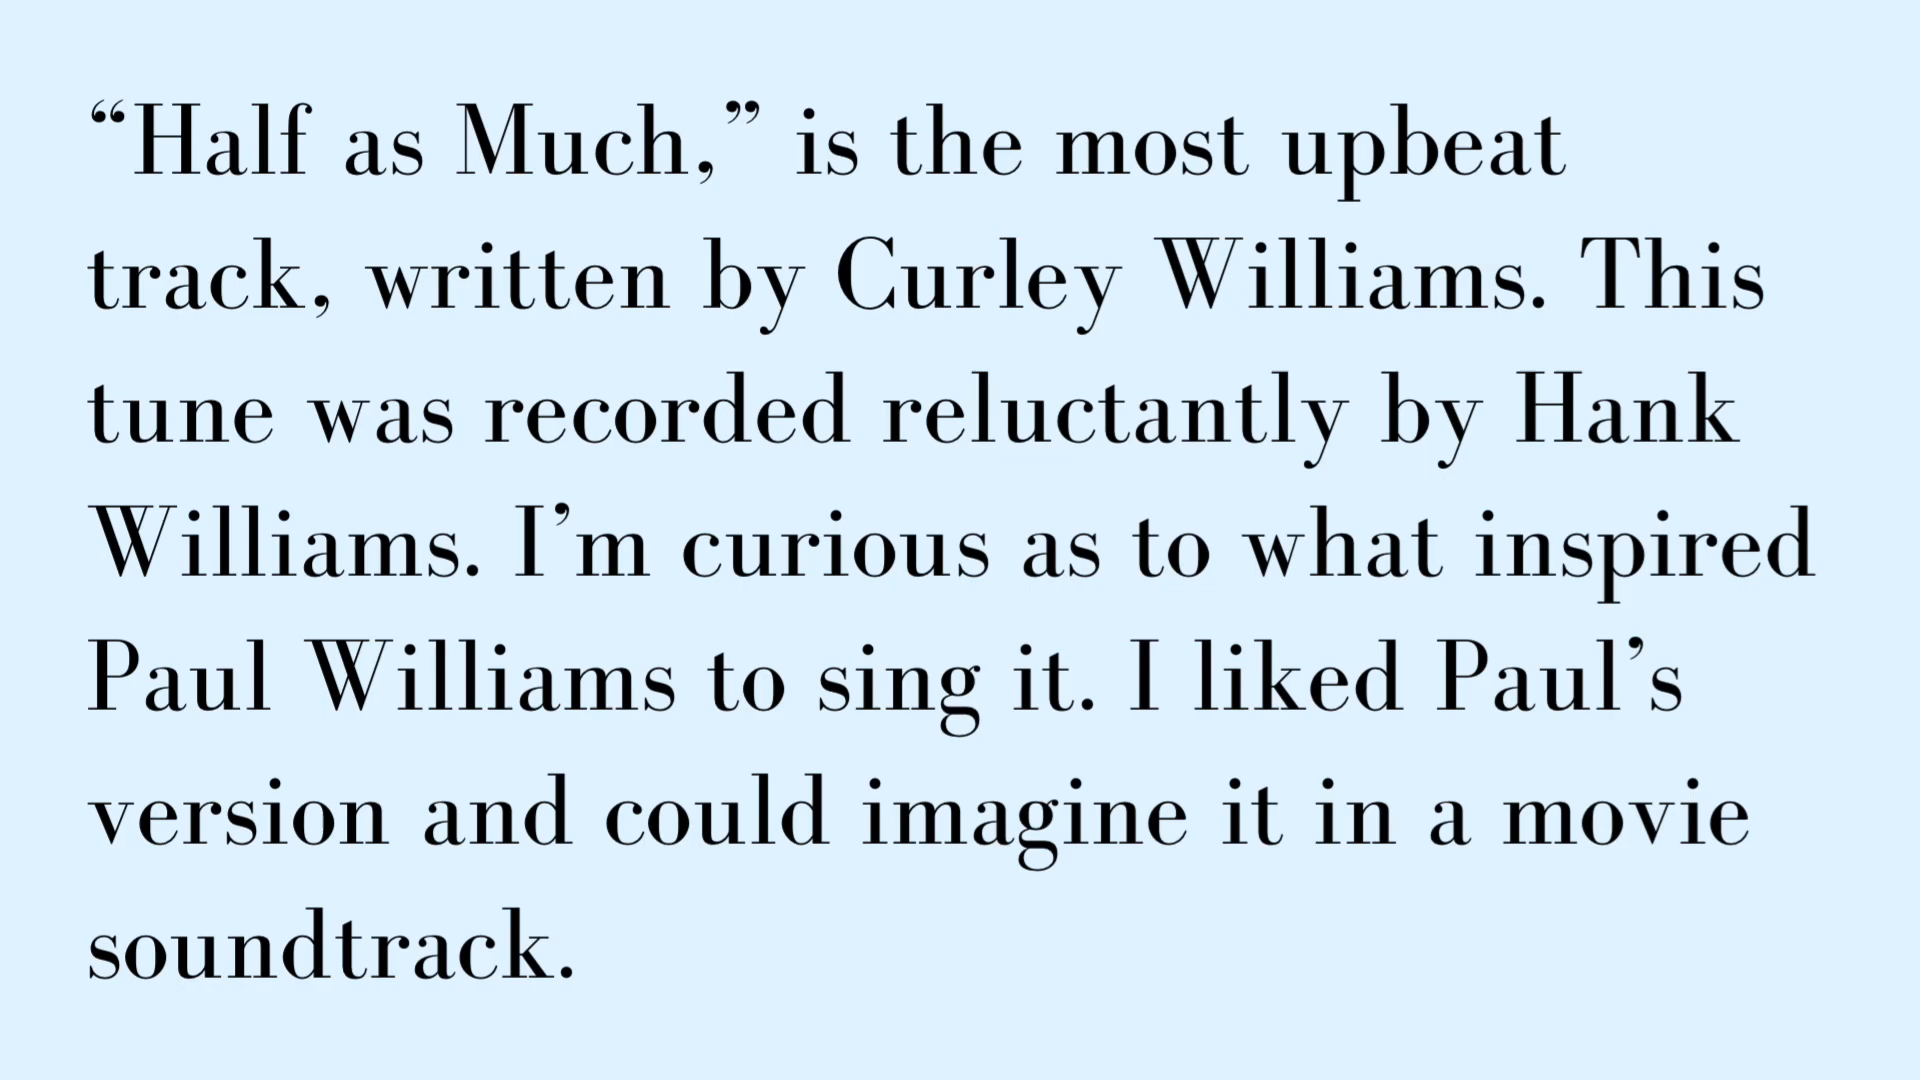 “Half as Much,” is the most upbeat
track, written by Curley Williams. This
tune was recorded reluctantly by Hank
Williams. I’m curious as to what inspired
Paul Williams to sing it. I liked Paul’s
version and could imagine it in a movie
soundtrack.